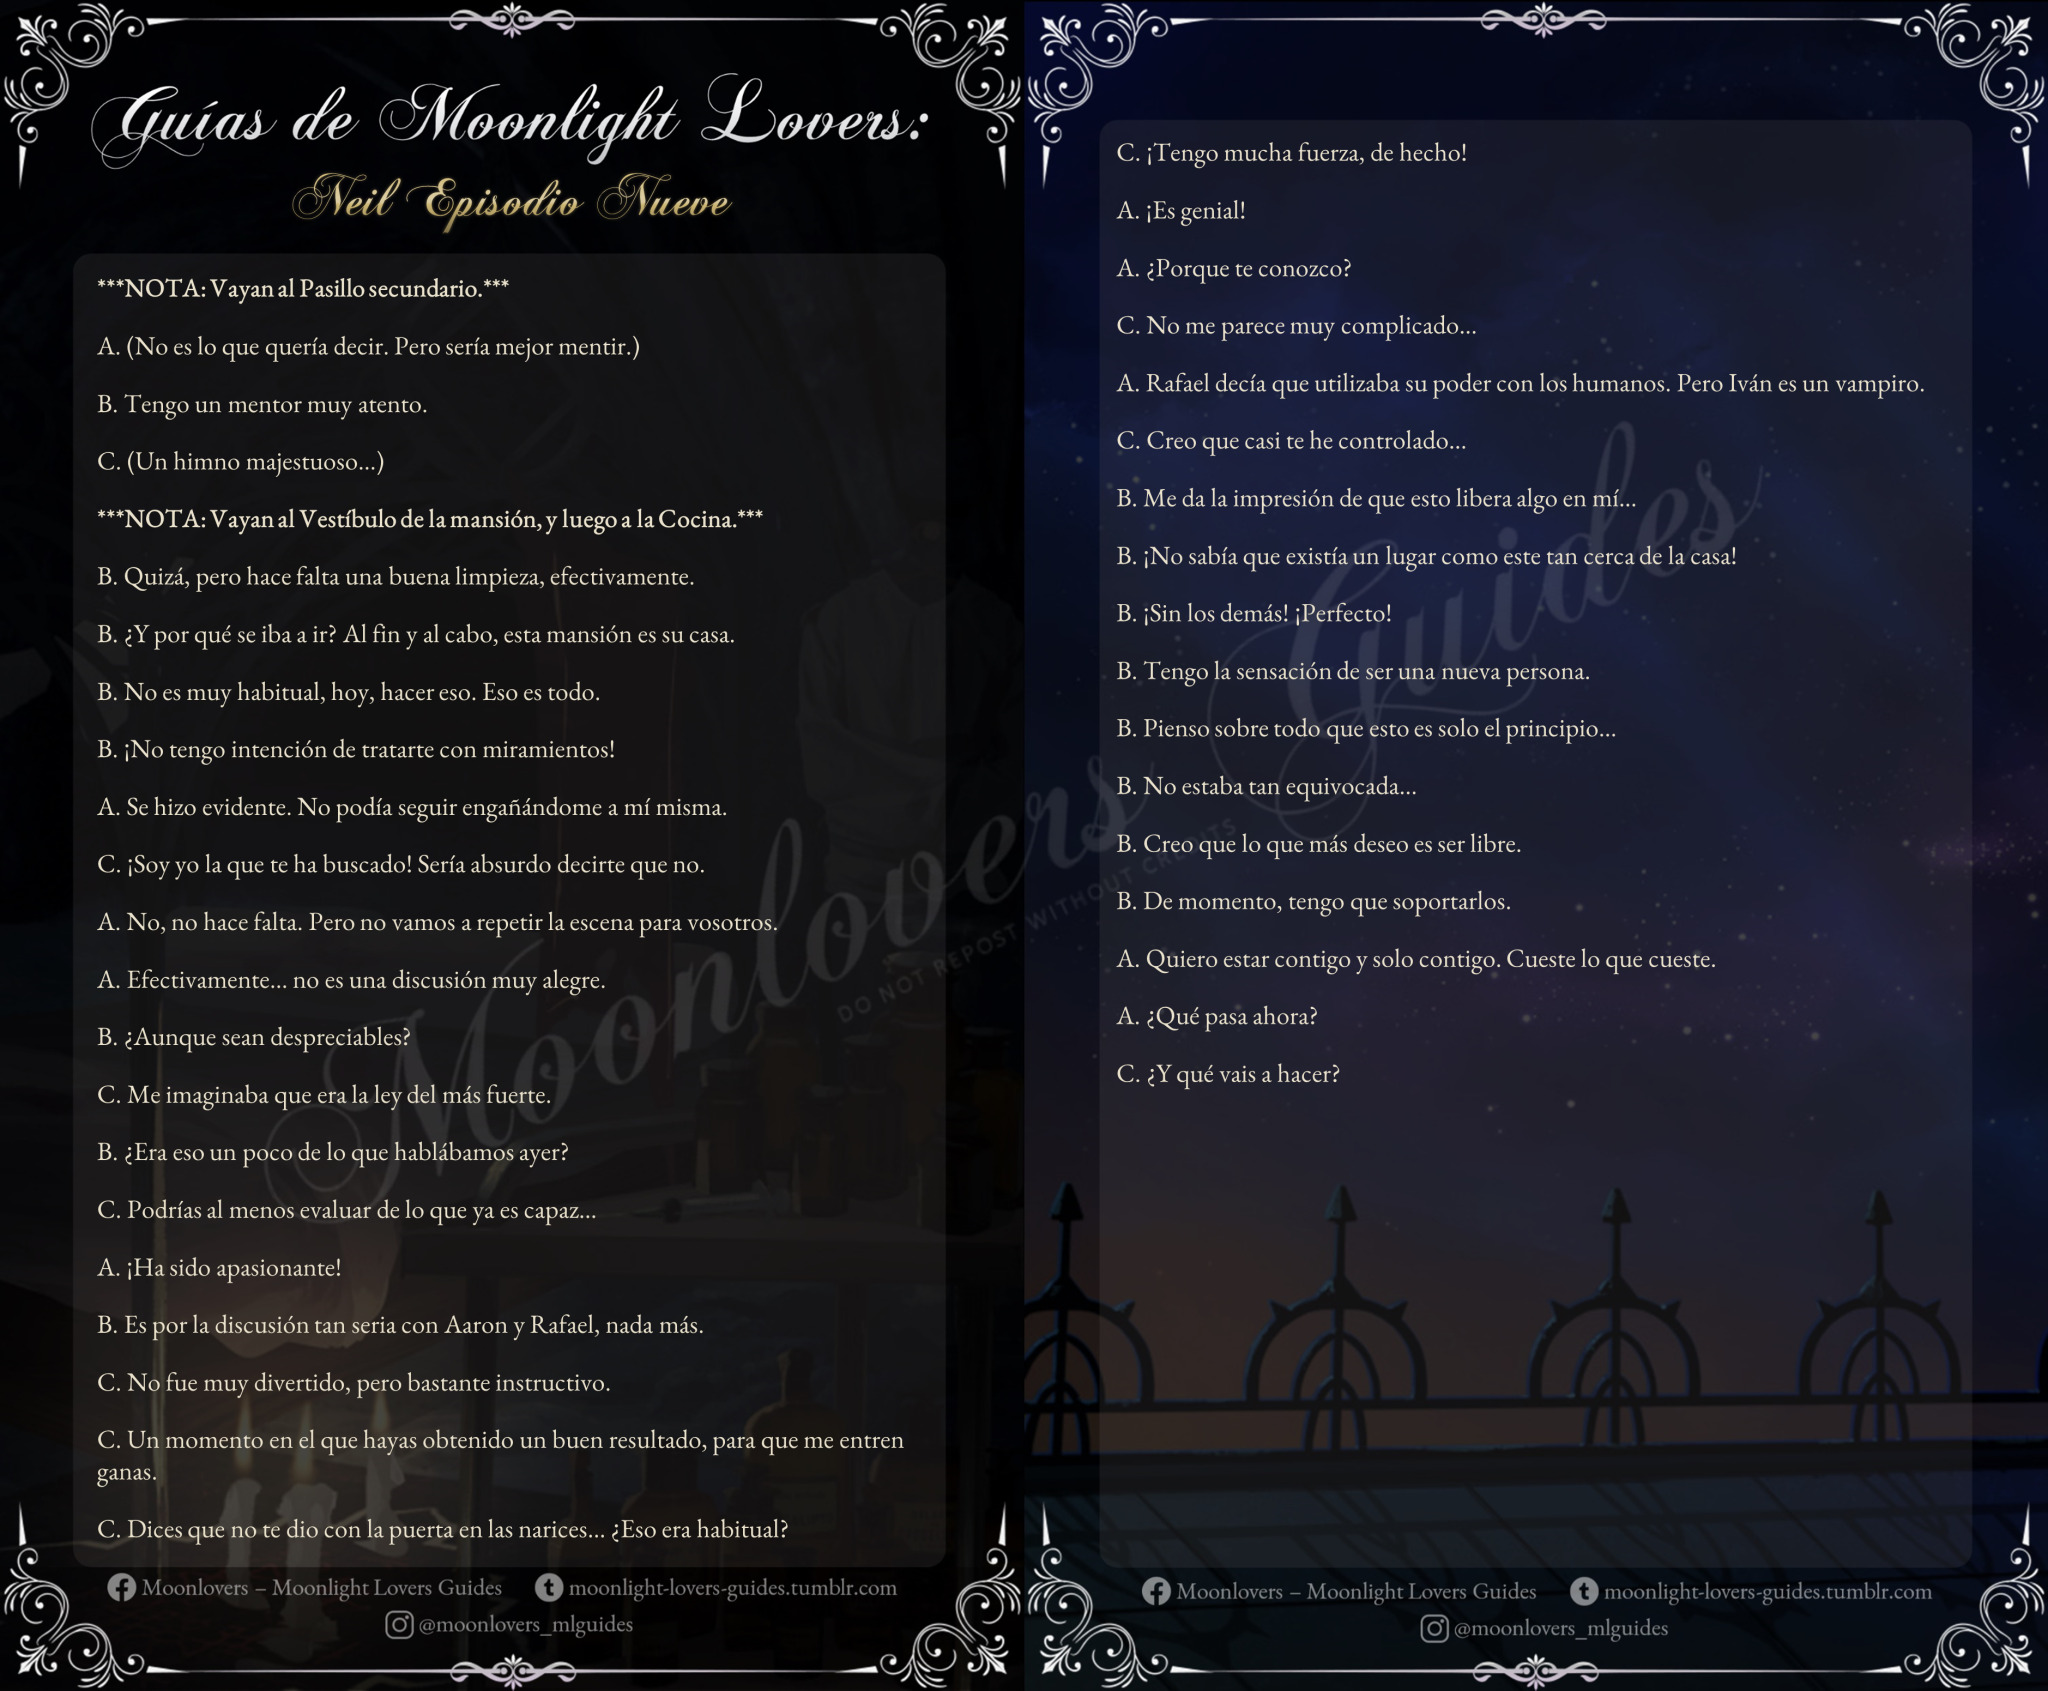 Guías de Moonlight Lovers:
Neil Episodio Nueve
***NOTA: Vayan al Pasillo secundario.***
A. (No es lo que quería decir. Pero sería mejor mentir.)
B. Tengo un mentor muy atento.
C. (Un himno majestuoso...)
***NOTA: Vayan al Vestíbulo de la mansión, y luego a la Cocina.***
B. Quizá, pero hace falta una buena limpieza, efectivamente.
B. ¿Y por qué se iba a ir? Al fin y al cabo, esta mansión es su casa.
B. No es muy habitual, hoy, hacer eso. Eso es todo.
B. ¡No tengo intención de tratarte con miramientos!
A. Se hizo evidente. No podía seguir engañándome a mí misma.
C. ¡Soy yo la que te ha buscado! Sería absurdo decirte que no.
A. No, no hace falta. Pero no vamos a repetir la escena para vosotros.
A. Efectivamente... no es una discusión muy alegre.
B. ¿Aunque sean despreciables?
C. Me imaginaba que era la ley del más fuerte.
B. ¿Era eso un poco de lo que hablábamos ayer?
C. Podrías al menos evaluar de lo que ya es capaz...
A. ¡Ha sido apasionante!
B. Es por la discusión tan seria con Aaron y Rafael, nada más.
C. No fue muy divertido, pero bastante instructivo.
C. Un momento en el que hayas obtenido un buen resultado, para que me entren
ganas.
C. Dices que no te dio con la puerta en las narices... ¿Eso era habitual?
Moonlovers – Moonlight Lovers Guides moonlight-lovers-guides.tumblr.com
@moonlovers_mlguides
C. ¡Tengo mucha fuerza, de hecho!
A. ¡Es genial!
A. ¿Porque te conozco?
C. No me parece muy complicado...
A. Rafael decía que utilizaba su poder con los humanos. Pero Iván es un vampiro.
C. Creo que casi te he controlado...
B. Me da la impresión de que esto libera algo en mí...
B. ¡No sabía que existía un lugar como este tan cerca de la casa!
B. ¡Sin los demás! ¡Perfecto!
B. Tengo la sensación de ser una nueva persona.
B. Pienso sobre todo que esto es solo el principio...
B. No estaba tan equivocada...
B. Creo que lo que más deseo es ser libre.
B. De momento, tengo que soportarlos.
A. Quiero estar contigo y solo contigo. Cueste lo que cueste.
A. ¿Qué pasa ahora?
C. ¿Y qué vais a hacer?
Moonlovers – Moonlight Lovers Guides moonlight-lovers-guides.tumblr.com
@moonlovers_mlguides
Moonlovers Guides
DO NOT REPOST WITHOUT CREDITS